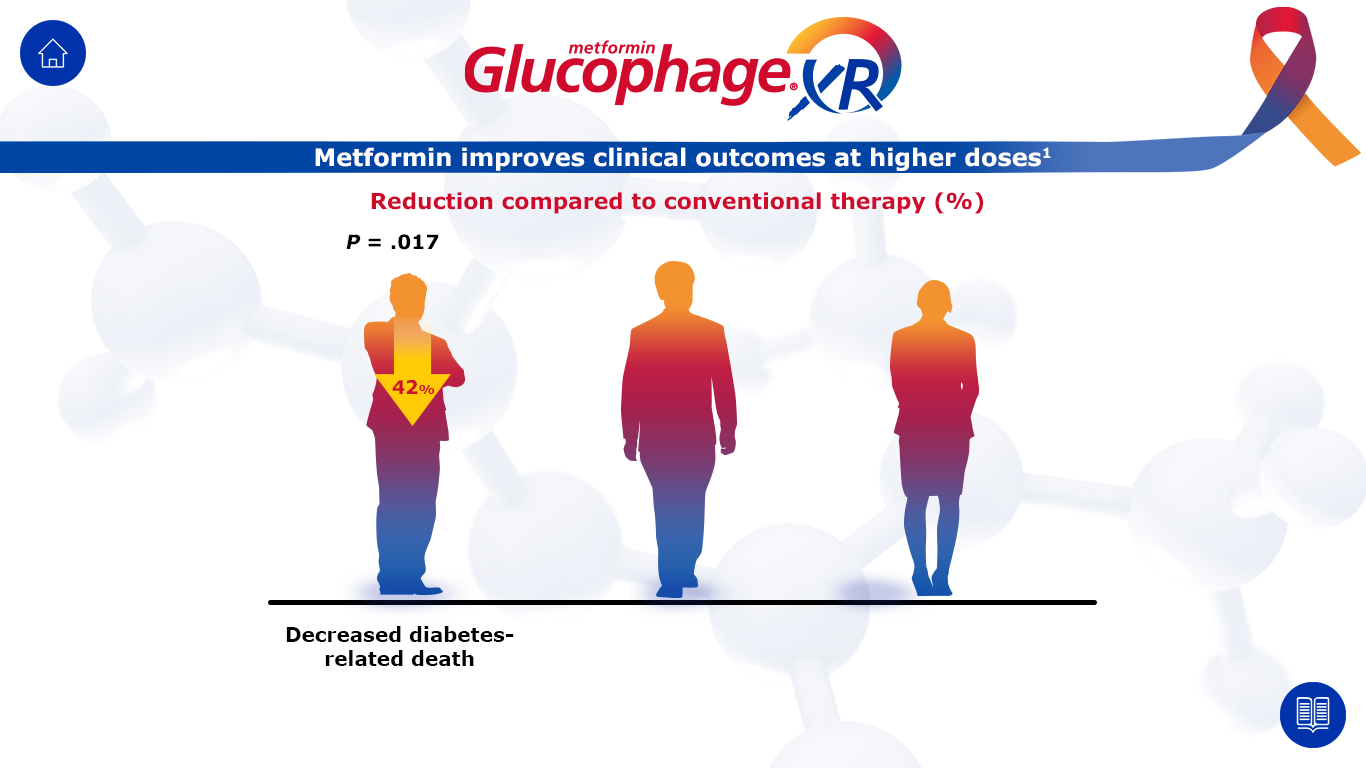 metformin
Glucophage® XR
Metformin improves clinical outcomes at higher doses¹
Reduction compared to conventional therapy (%)
P = .017
42%
Decreased diabetes-
related death